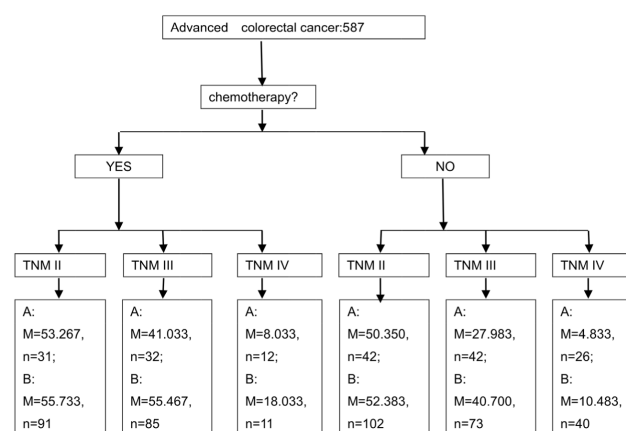 Advanced colorectal cancer:587
chemotherapy?
YES
NO
TNM II
TNM III
TNM IV
TNM II
TNM III
TNM IV
A:
M=53.267,
n=31;
B:
M=55.733,
n=91
A:
M=41.033,
n=32;
B:
M=55.467,
n=85
A:
M=8.033,
n=12;
B:
M=18.033,
n=11
A:
M=50.350,
n=42;
B:
M=52.383,
n=102
A:
M=27.983,
n=42;
B:
M=40.700,
n=73
A:
M=4.833,
n=26;
B:
M=10.483,
n=40